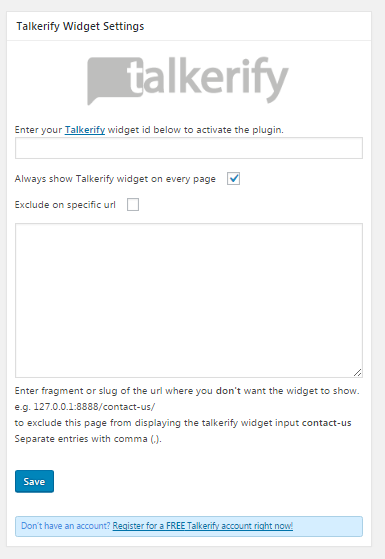 Talkerify Widget Settings
talkerify
Enter your Talkerify widget id below to activate the plugin.
Always show Talkerify widget on every page
Exclude on specific url
Enter fragment or slug of the url where you don't want the widget to show.
e.g. 127.0.0.1:8888/contact-us/
to exclude this page from displaying the talkerify widget input contact-us
Separate entries with comma (,).
Save
Don't have an account? Register for a FREE Talkerify account right now!